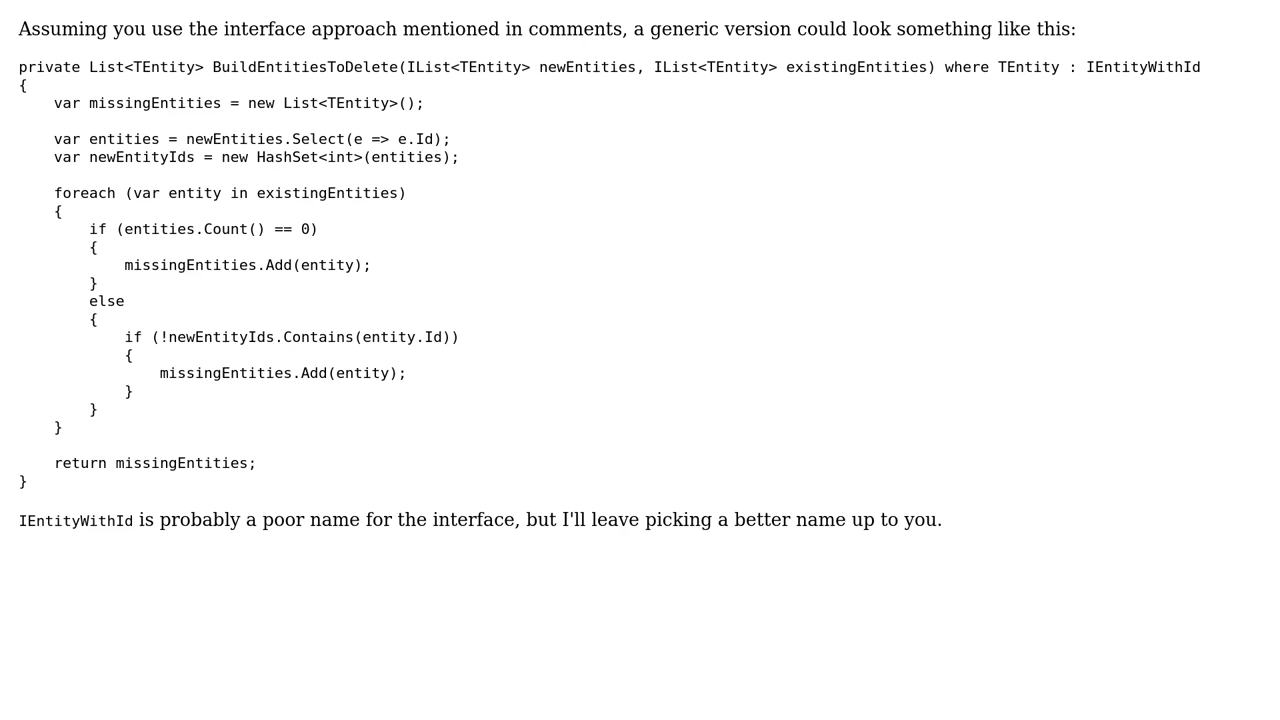 Assuming you use the interface approach mentioned in comments, a generic version could look something like this:
private List<TEntity> BuildEntitiesToDelete(IList<TEntity> newEntities, IList<TEntity> existingEntities) where TEntity : IEntityWithId
{
    var missingEntities = new List<TEntity>();

    var entities = newEntities.Select(e => e.Id);
    var newEntityIds = new HashSet<int>(entities);

    foreach (var entity in existingEntities)
    {
        if (entities.Count() == 0)
        {
            missingEntities.Add(entity);
        }
        else
        {
            if (!newEntityIds.Contains(entity.Id))
            {
                missingEntities.Add(entity);
            }
        }
    }

    return missingEntities;
}
IEntityWithId is probably a poor name for the interface, but I'll leave picking a better name up to you.